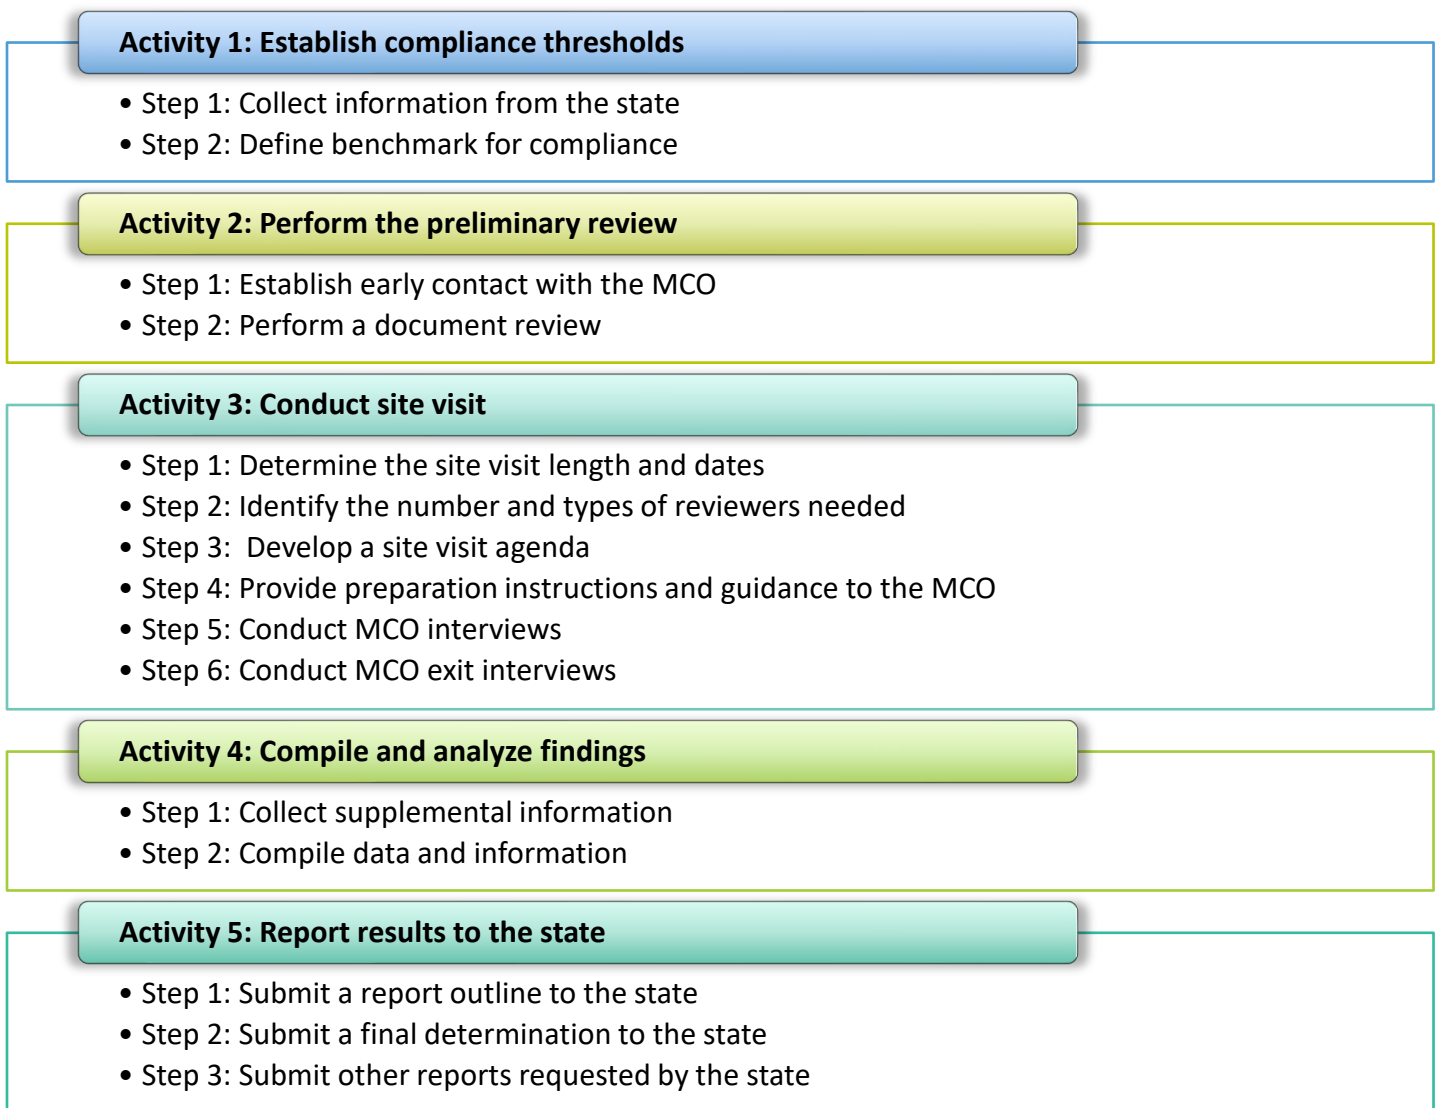 Activity 1: Establish compliance thresholds
• Step 1: Collect information from the state
• Step 2: Define benchmark for compliance
Activity 2: Perform the preliminary review
• Step 1: Establish early contact with the MCO
• Step 2: Perform a document review
Activity 3: Conduct site visit
• Step 1: Determine the site visit length and dates
• Step 2: Identify the number and types of reviewers needed
• Step 3:  Develop a site visit agenda
• Step 4: Provide preparation instructions and guidance to the MCO
• Step 5: Conduct MCO interviews
• Step 6: Conduct MCO exit interviews
Activity 4: Compile and analyze findings
• Step 1: Collect supplemental information
• Step 2: Compile data and information
Activity 5: Report results to the state
• Step 1: Submit a report outline to the state
• Step 2: Submit a final determination to the state
• Step 3: Submit other reports requested by the state